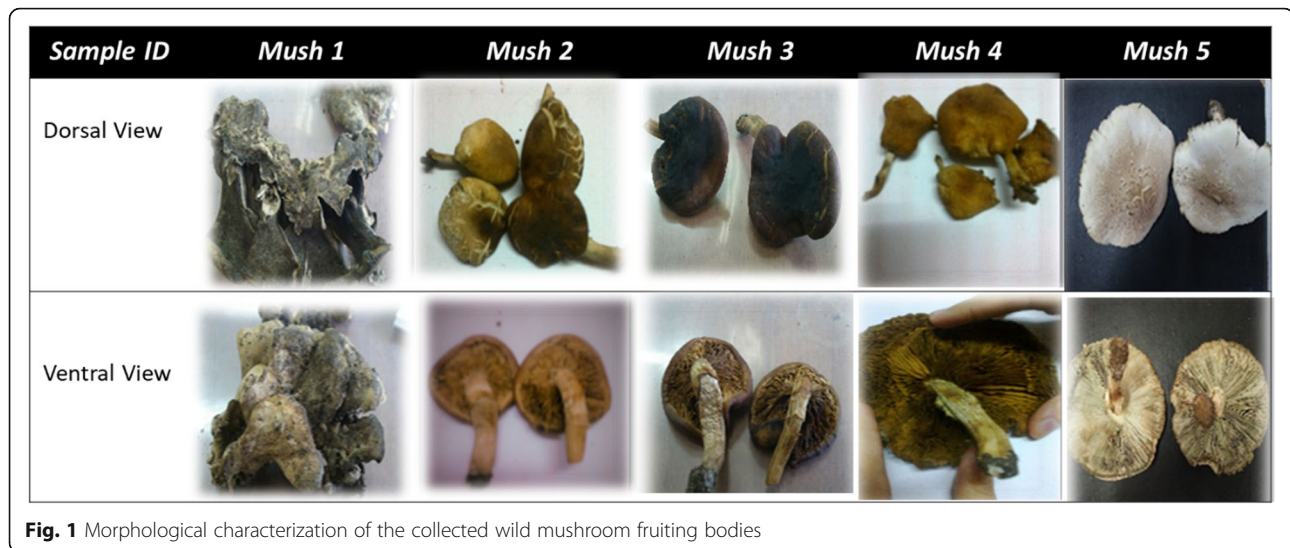 Sample ID Mush 1 Mush 2 Mush 3 Mush 4 Mush 5
Dorsal View
Ventral View
Fig. 1 Morphological characterization of the collected wild mushroom fruiting bodies